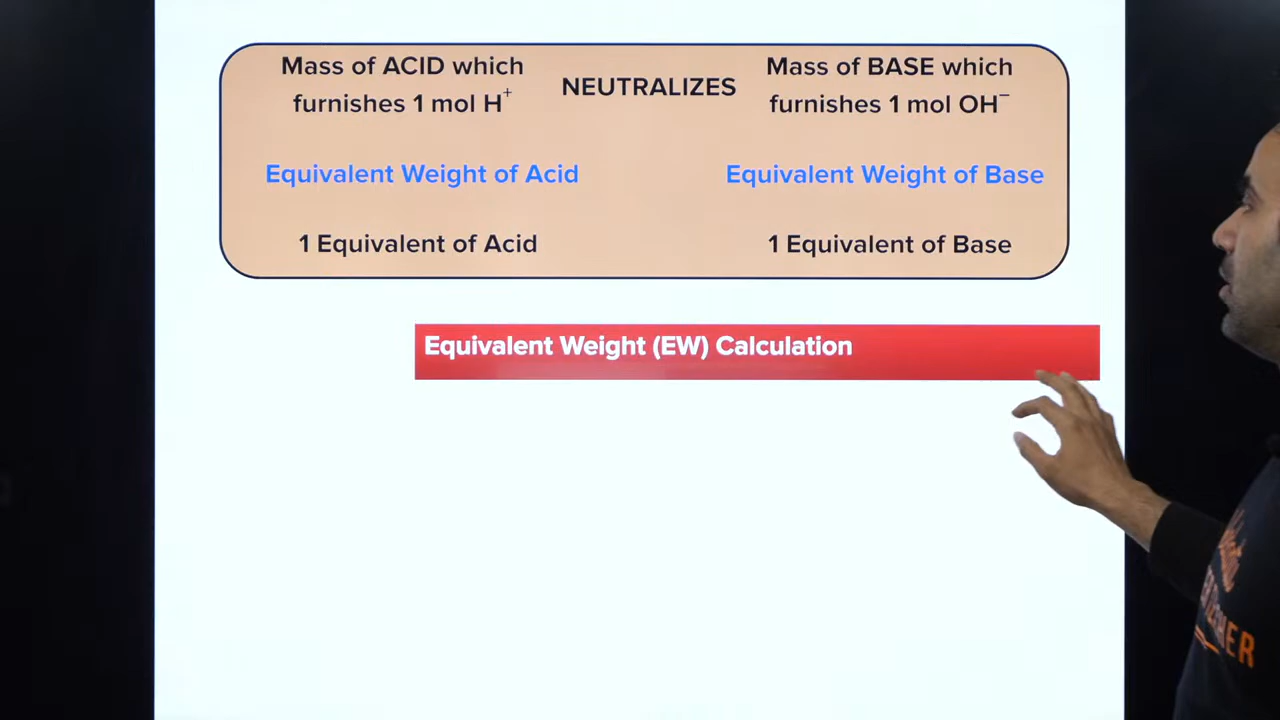 Mass of ACID which
furnishes 1 mol H⁺
NEUTRALIZES
Mass of BASE which
furnishes 1 mol OH⁻
Equivalent Weight of Acid
Equivalent Weight of Base
1 Equivalent of Acid
1 Equivalent of Base
Equivalent Weight (EW) Calculation